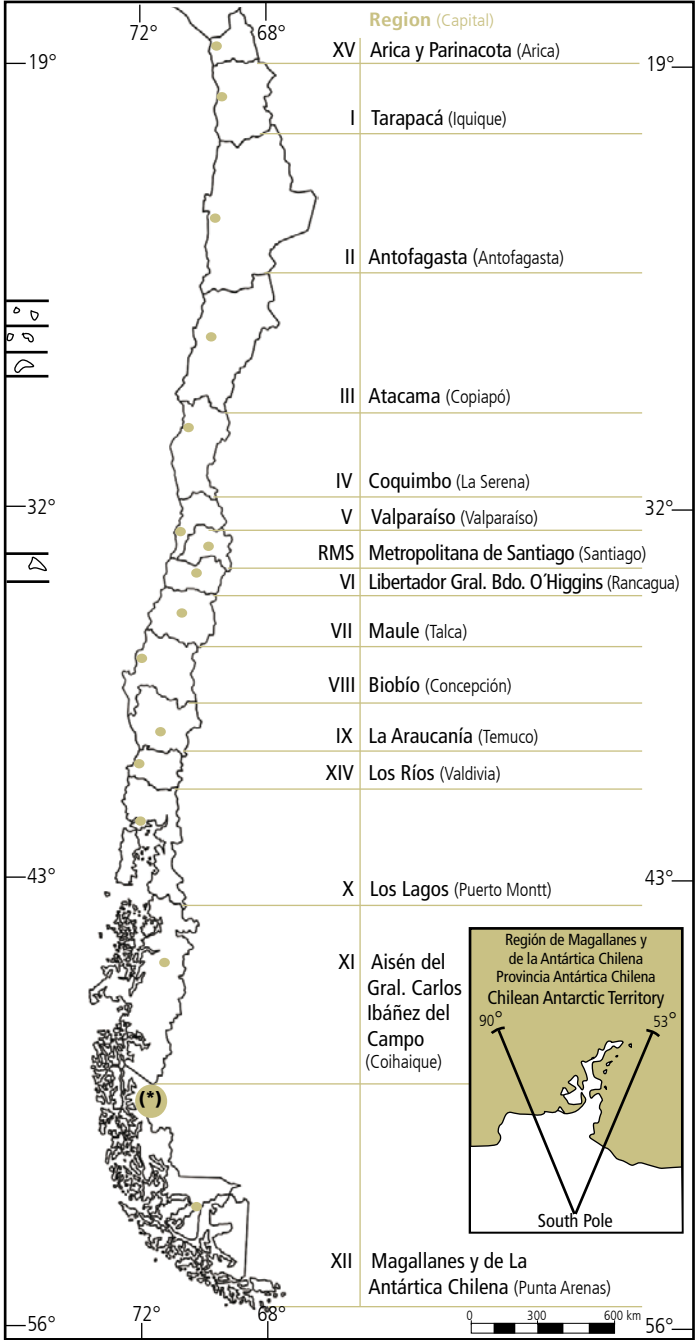 72° 68° Region (Capital)
XV Arica y Parinacota (Arica)
19° 19°
I Tarapacá (Iquique)
II Antofagasta (Antofagasta)
III Atacama (Copiapó)
IV Coquimbo (La Serena)
32° 32°
V Valparaíso (Valparaíso)
RMS Metropolitana de Santiago (Santiago)
VI Libertador Gral. Bdo. O´Higgins (Rancagua)
VII Maule (Talca)
VIII Biobío (Concepción)
IX La Araucanía (Temuco)
XIV Los Ríos (Valdivia)
43° 43°
X Los Lagos (Puerto Montt)
XI Aisén del
Gral. Carlos
Ibáñez del
Campo
(Coihaique)
Región de Magallanes y
de la Antártica Chilena
Provincia Antártica Chilena
Chilean Antarctic Territory
90° 53°
South Pole
(*)
XII Magallanes y de La
Antártica Chilena (Punta Arenas)
0 300 600 km
56° 72° 68° 56°